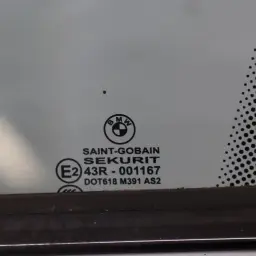 BMW
SAINT-GOBAIN
SEKURIT
E2 43R - 001167
DOT618 M391 AS2